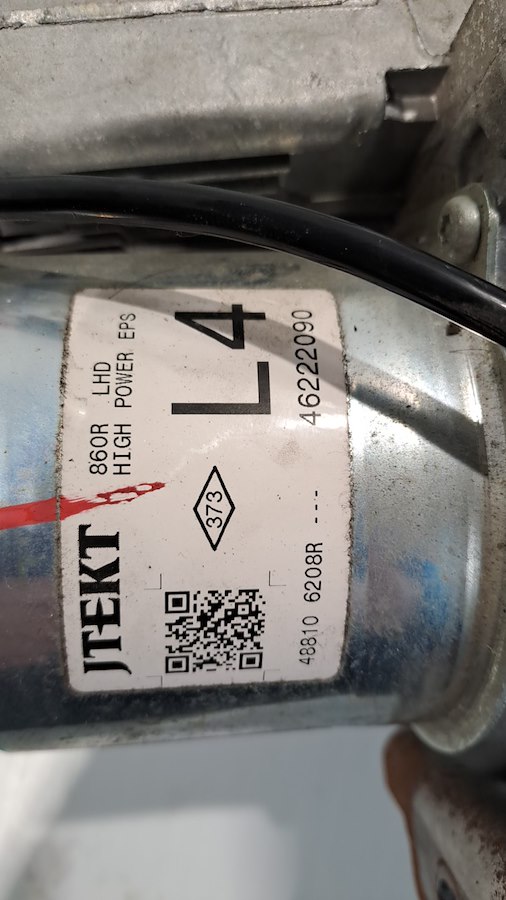 JTEKT
860R LHD
HIGH POWER EPS
373
L4
48810 6208R ---
46222090